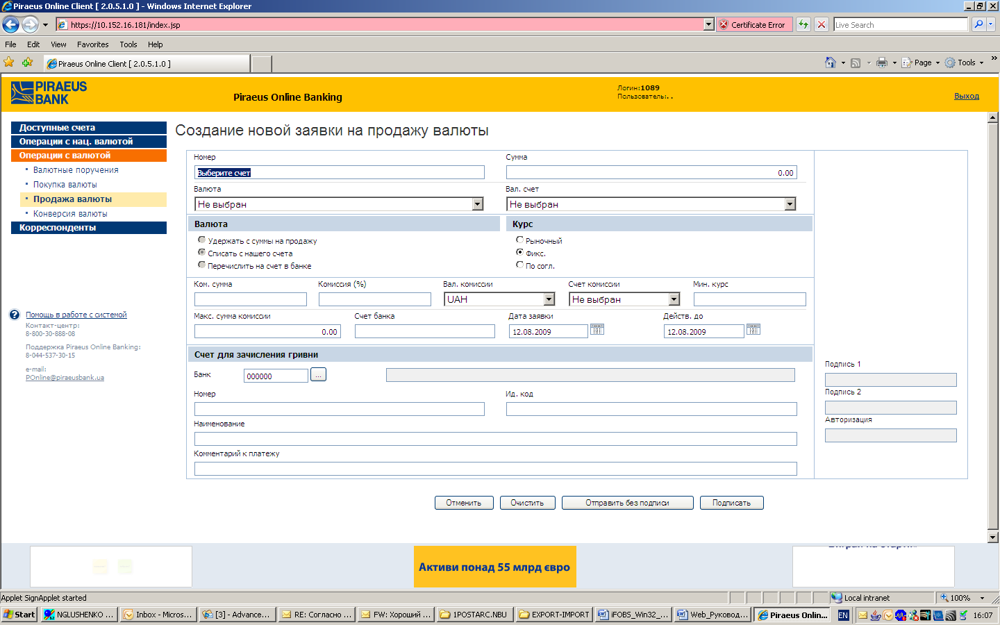 Piraeus Online Client [ 2.0.5.1.0 ] - Windows Internet Explorer
https://10.152.16.181/index.jsp
Certificate Error
Live Search
File Edit View Favorites Tools Help
Piraeus Online Client [ 2.0.5.1.0 ]
Page Tools
PIRAEUS BANK
Piraeus Online Banking
Логин:1089
Пользователь:. .
Выход
Доступные счета
Операции с нац. валютой
Операции с валютой
Валютные поручения
Покупка валюты
Продажа валюты
Конверсия валюты
Корреспонденты
Помощь в работе с системой
Контакт-центр:
8-800-30-888-08
Поддержка Piraeus Online Banking:
8-044-537-30-15
e-mail:
POnline@piraeusbank.ua
Создание новой заявки на продажу валюты
Номер Сумма
Выберите счет 0.00
Валюта Вал. счет
Не выбран Не выбран
Валюта Курс
Удержать с суммы на продажу Рыночный
Списать с нашего счета Фикс.
Перечислить на счет в банке По согл.
Ком. сумма Комиссия (%) Вал. комиссии Счет комиссии Мин. курс
UAH Не выбран
Макс. сумма комиссии Счет банка Дата заявки Действ. до
0.00 12.08.2009 12.08.2009
Счет для зачисления гривни
Банк 000000 ...
Номер Ид. код
Наименование
Комментарий к платежу
Подпись 1
Подпись 2
Авторизация
Отменить Очистить Отправить без подписи Подписать
Активи понад 55 млрд євро
Applet SignApplet started Local intranet 100%
Start NGLUSHENKO ... Inbox - Micros... [3] - Advance... RE: Согласно ... FW: Хороший ... 1POSTARC.NBU EXPORT-IMPORT iFOBS_Win32_... Web_Руковод... Piraeus Onlin... EN 16:07